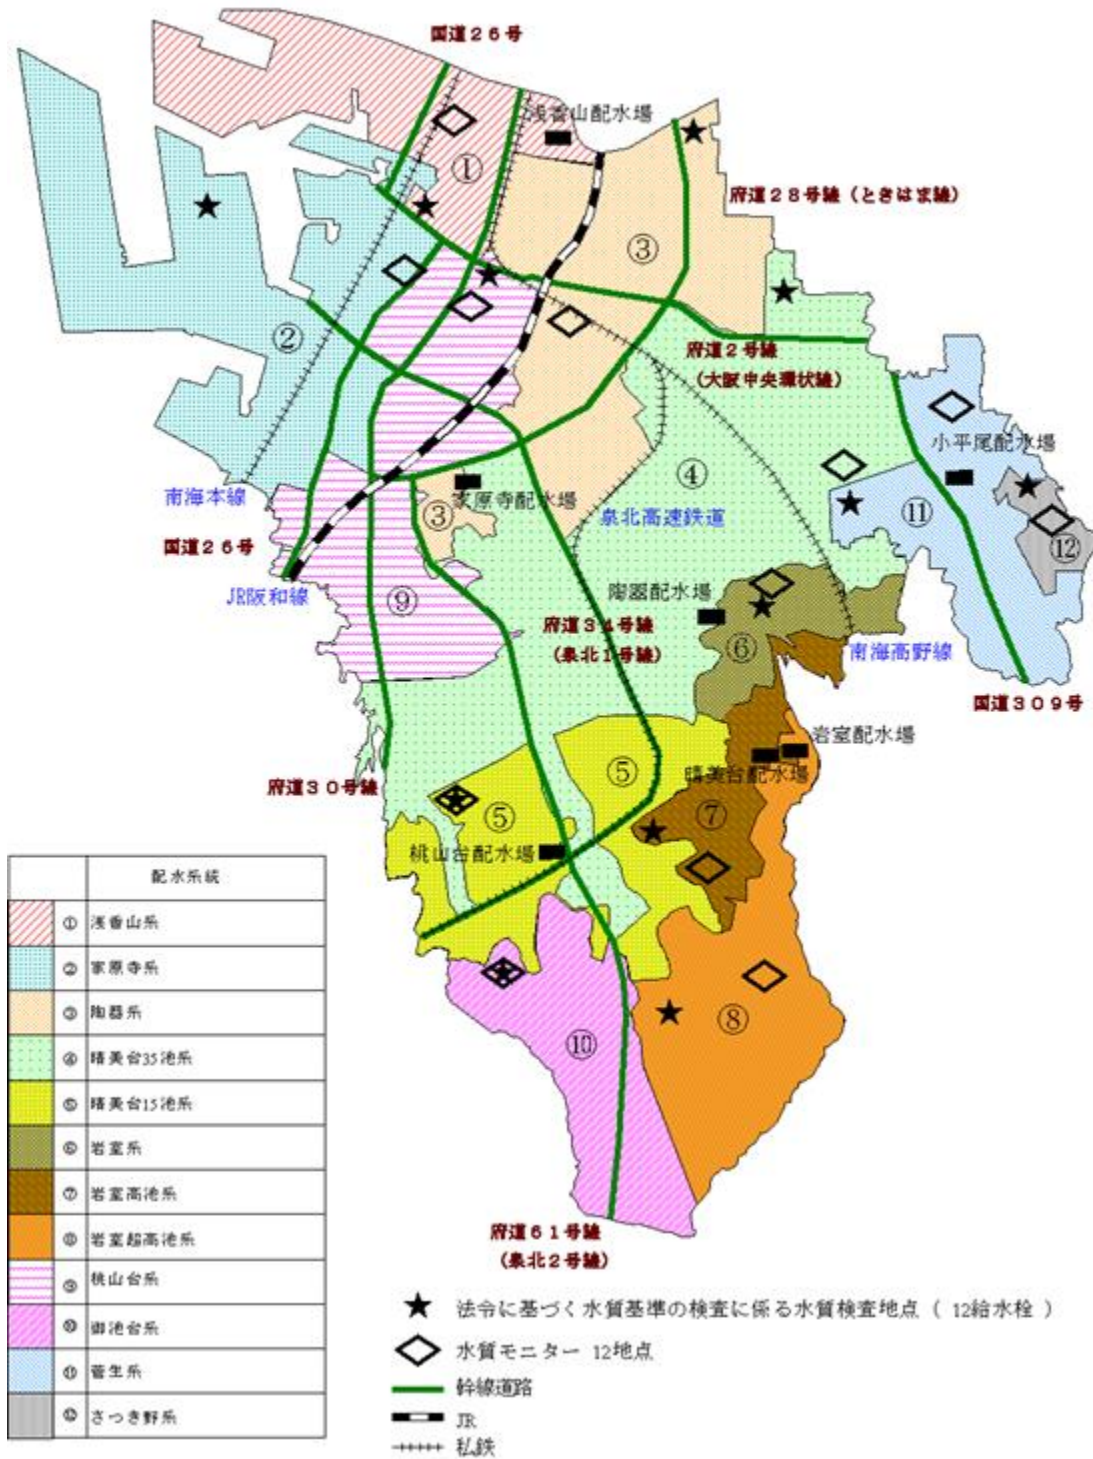 国道26号
浅香山配水場
①
府道28号線（ときはま線）
③
②
府道2号線
（大阪中央環状線）
小平尾配水場
④
南海本線
家原寺配水場
③
泉北高速鉄道
⑪
国道26号
⑫
JR阪和線
⑨
陶器配水場
府道34号線
（泉北1号線）
⑥
南海高野線
国道309号
岩室配水場
府道30号線
⑤
晴美台配水場
⑤
⑦
桃山台配水場
⑧
⑩
府道61号線
（泉北2号線）
配水系統
① 浅香山系
② 家原寺系
③ 陶器系
④ 晴美台35池系
⑤ 晴美台15池系
⑥ 岩室系
⑦ 岩室高池系
⑧ 岩室超高池系
⑨ 桃山台系
⑩ 御池台系
⑪ 菅生系
⑫ さつき野系
法令に基づく水質基準の検査に係る水質検査地点（ 12給水栓 ）
水質モニター 12地点
幹線道路
JR
私鉄